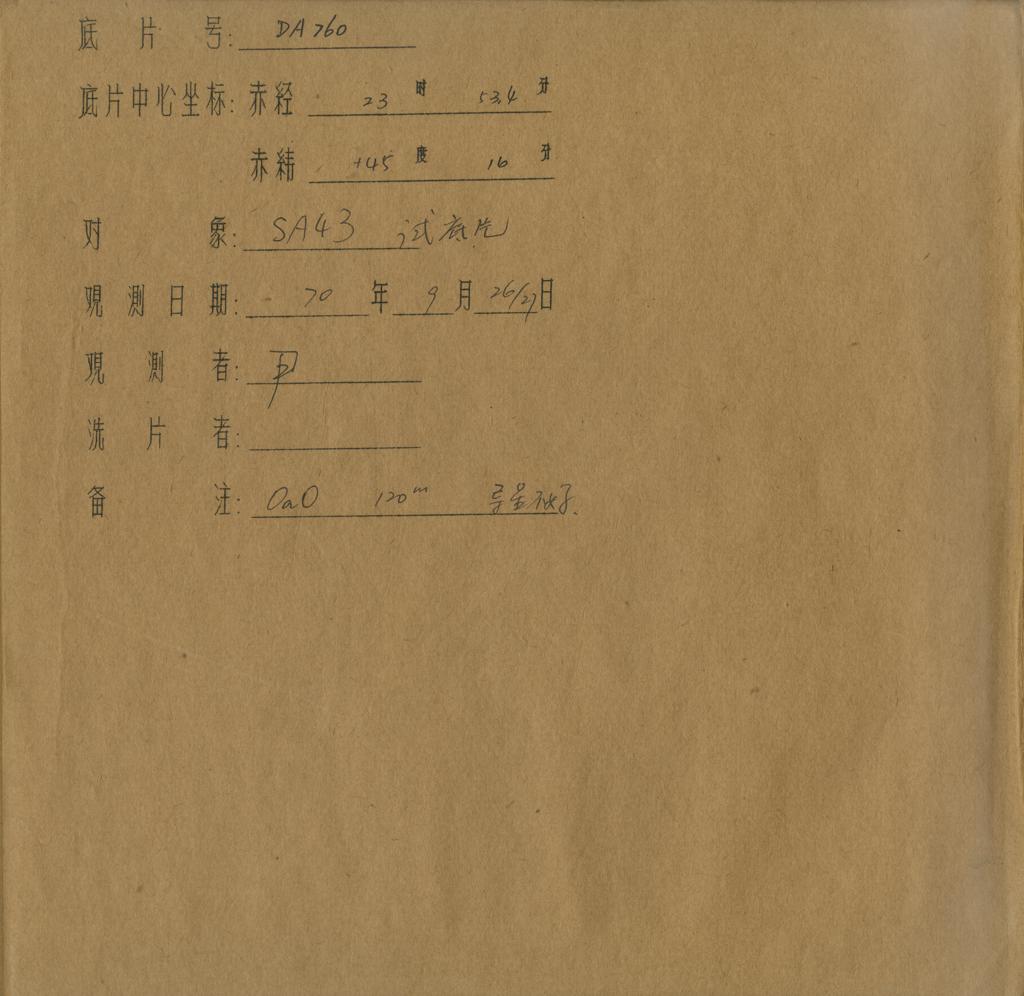 底片号: DA760
底片中心坐标: 赤经 23 时 53.4 分
赤纬 +45 度 16 分
对象: SA43 试底片
观测日期: 70 年 9 月 26/27 日
观测者: 尹
洗片者:
备注: OaO 120m